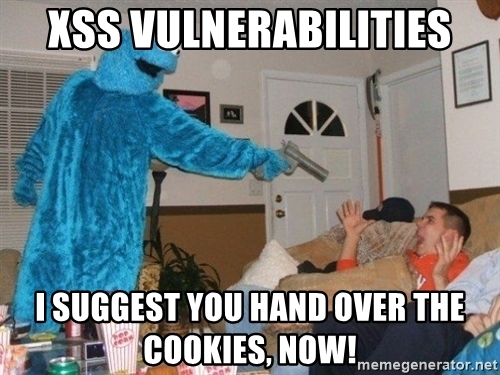 XSS VULNERABILITIES
I SUGGEST YOU HAND OVER THE
COOKIES, NOW!
memegenerator.net